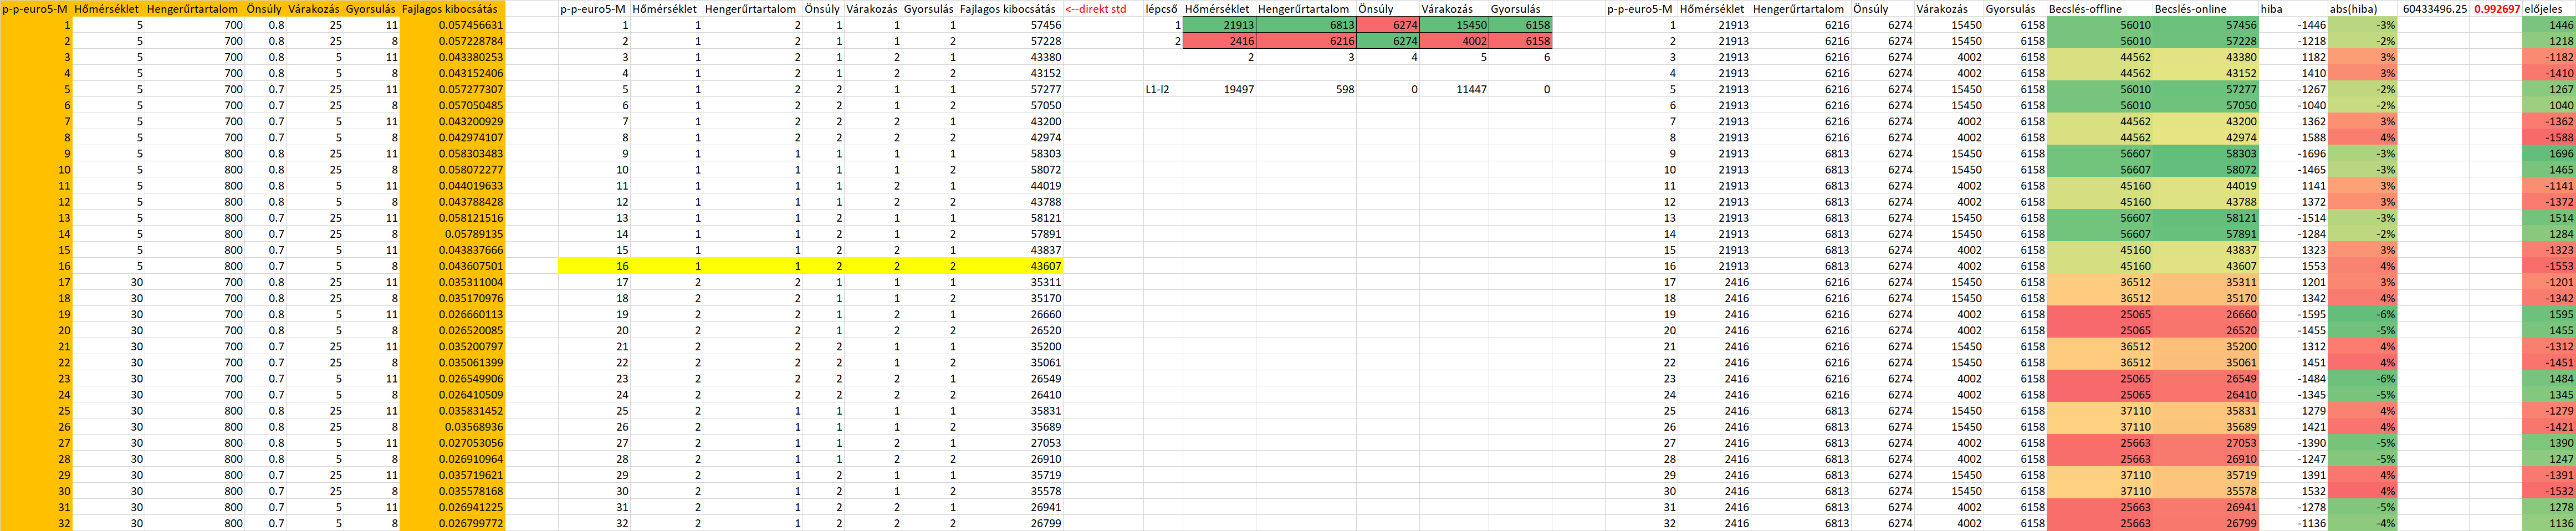 p-p-euro5-M Hőmérséklet Hengerűrtartalom Önsúly Várakozás Gyorsulás Fajlagos kibocsátás p-p-euro5-M Hőmérséklet Hengerűrtartalom Önsúly Várakozás Gyorsulás Fajlagos kibocsátás <--direkt std lépcső Hőmérséklet Hengerűrtartalom Önsúly Várakozás Gyorsulás p-p-euro5-M Hőmérséklet Hengerűrtartalom Önsúly Várakozás Gyorsulás Becslés-offline Becslés-online hiba abs(hiba) 60433496.25 0.992697 előjeles
1 5 700 0.8 25 11 0.057456631 1 1 2 1 1 1 57456 1 21913 6813 6274 15450 6158 1 21913 6216 6274 15450 6158 56010 57456 -1446 -3% 1446
2 5 700 0.8 25 8 0.057228784 2 1 2 1 1 2 57228 2 2416 6216 6274 4002 6158 2 21913 6216 6274 15450 6158 56010 57228 -1218 -2% 1218
3 5 700 0.8 5 11 0.043380253 3 1 2 1 2 1 43380 2 3 4 5 6 3 21913 6216 6274 4002 6158 44562 43380 1182 3% -1182
4 5 700 0.8 5 8 0.043152406 4 1 2 1 2 2 43152 4 21913 6216 6274 4002 6158 44562 43152 1410 3% -1410
5 5 700 0.7 25 11 0.057277307 5 1 2 2 1 1 57277 L1-l2 19497 598 0 11447 0 5 21913 6216 6274 15450 6158 56010 57277 -1267 -2% 1267
6 5 700 0.7 25 8 0.057050485 6 1 2 2 1 2 57050 6 21913 6216 6274 15450 6158 56010 57050 -1040 -2% 1040
7 5 700 0.7 5 11 0.043200929 7 1 2 2 2 1 43200 7 21913 6216 6274 4002 6158 44562 43200 1362 3% -1362
8 5 700 0.7 5 8 0.042974107 8 1 2 2 2 2 42974 8 21913 6216 6274 4002 6158 44562 42974 1588 4% -1588
9 5 800 0.8 25 11 0.058303483 9 1 1 1 1 1 58303 9 21913 6813 6274 15450 6158 56607 58303 -1696 -3% 1696
10 5 800 0.8 25 8 0.058072277 10 1 1 1 1 2 58072 10 21913 6813 6274 15450 6158 56607 58072 -1465 -3% 1465
11 5 800 0.8 5 11 0.044019633 11 1 1 1 2 1 44019 11 21913 6813 6274 4002 6158 45160 44019 1141 3% -1141
12 5 800 0.8 5 8 0.043788428 12 1 1 1 2 2 43788 12 21913 6813 6274 4002 6158 45160 43788 1372 3% -1372
13 5 800 0.7 25 11 0.058121516 13 1 1 2 1 1 58121 13 21913 6813 6274 15450 6158 56607 58121 -1514 -3% 1514
14 5 800 0.7 25 8 0.05789135 14 1 1 2 1 2 57891 14 21913 6813 6274 15450 6158 56607 57891 -1284 -2% 1284
15 5 800 0.7 5 11 0.043837666 15 1 1 2 2 1 43837 15 21913 6813 6274 4002 6158 45160 43837 1323 3% -1323
16 5 800 0.7 5 8 0.043607501 16 1 1 2 2 2 43607 16 21913 6813 6274 4002 6158 45160 43607 1553 4% -1553
17 30 700 0.8 25 11 0.035311004 17 2 2 1 1 1 35311 17 2416 6216 6274 15450 6158 36512 35311 1201 3% -1201
18 30 700 0.8 25 8 0.035170976 18 2 2 1 1 2 35170 18 2416 6216 6274 15450 6158 36512 35170 1342 4% -1342
19 30 700 0.8 5 11 0.026660113 19 2 2 1 2 1 26660 19 2416 6216 6274 4002 6158 25065 26660 -1595 -6% 1595
20 30 700 0.8 5 8 0.026520085 20 2 2 1 2 2 26520 20 2416 6216 6274 4002 6158 25065 26520 -1455 -5% 1455
21 30 700 0.7 25 11 0.035200797 21 2 2 2 1 1 35200 21 2416 6216 6274 15450 6158 36512 35200 1312 4% -1312
22 30 700 0.7 25 8 0.035061399 22 2 2 2 1 2 35061 22 2416 6216 6274 15450 6158 36512 35061 1451 4% -1451
23 30 700 0.7 5 11 0.026549906 23 2 2 2 2 1 26549 23 2416 6216 6274 4002 6158 25065 26549 -1484 -6% 1484
24 30 700 0.7 5 8 0.026410509 24 2 2 2 2 2 26410 24 2416 6216 6274 4002 6158 25065 26410 -1345 -5% 1345
25 30 800 0.8 25 11 0.035831452 25 2 1 1 1 1 35831 25 2416 6813 6274 15450 6158 37110 35831 1279 4% -1279
26 30 800 0.8 25 8 0.03568936 26 2 1 1 1 2 35689 26 2416 6813 6274 15450 6158 37110 35689 1421 4% -1421
27 30 800 0.8 5 11 0.027053056 27 2 1 1 2 1 27053 27 2416 6813 6274 4002 6158 25663 27053 -1390 -5% 1390
28 30 800 0.8 5 8 0.026910964 28 2 1 1 2 2 26910 28 2416 6813 6274 4002 6158 25663 26910 -1247 -5% 1247
29 30 800 0.7 25 11 0.035719621 29 2 1 2 1 1 35719 29 2416 6813 6274 15450 6158 37110 35719 1391 4% -1391
30 30 800 0.7 25 8 0.035578168 30 2 1 2 1 2 35578 30 2416 6813 6274 15450 6158 37110 35578 1532 4% -1532
31 30 800 0.7 5 11 0.026941225 31 2 1 2 2 1 26941 31 2416 6813 6274 4002 6158 25663 26941 -1278 -5% 1278
32 30 800 0.7 5 8 0.026799772 32 2 1 2 2 2 26799 32 2416 6813 6274 4002 6158 25663 26799 -1136 -4% 1136